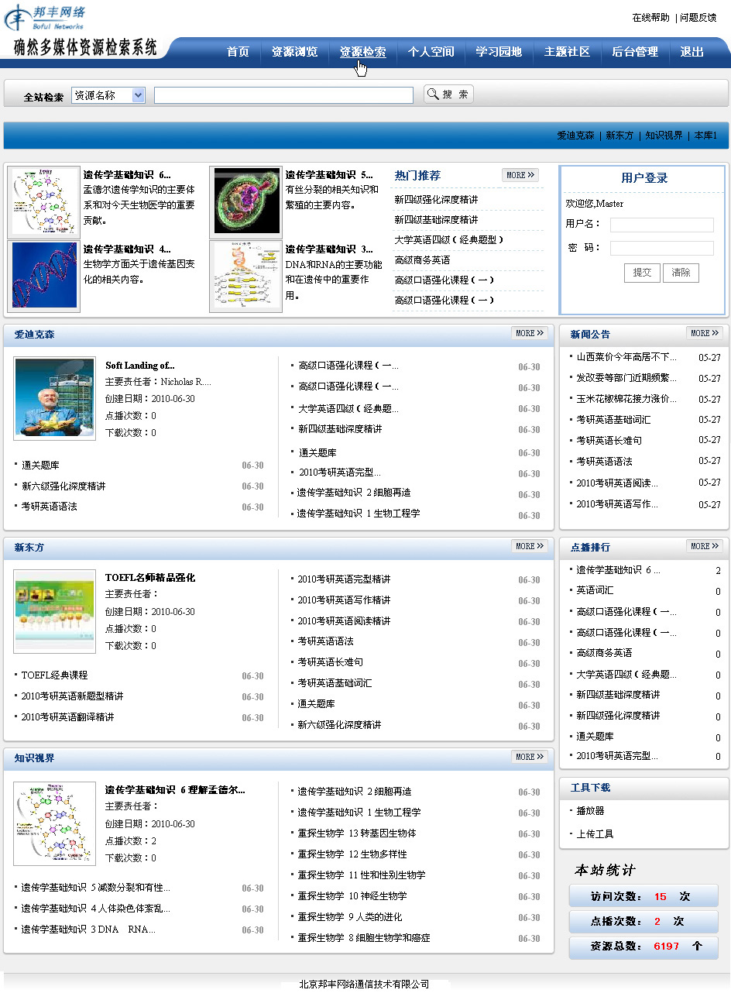 邦丰网络
Boful Networks
在线帮助 | 问题反馈
确然多媒体资源检索系统
首页 资源浏览 资源检索 个人空间 学习园地 主题社区 后台管理 退出
全站检索 资源名称 搜 索
爱迪克森 | 新东方 | 知识视界 | 本库1
遗传学基础知识 6...
孟德尔遗传学知识的主要体
系和对今天生物医学的重要
贡献。
遗传学基础知识 5...
有丝分裂的相关知识和
繁殖的主要内容。
遗传学基础知识 4...
生物学方面关于遗传基因变
化的相关内容。
遗传学基础知识 3...
DNA和RNA的主要功能
和在遗传中的重要作
用。
热门推荐 MORE »
新四级强化深度精讲
新四级基础深度精讲
大学英语四级（经典题型）
高级商务英语
高级口语强化课程（一）
高级口语强化课程（一）
用户登录
欢迎您,Master
用户名：
密 码：
提交 清除
爱迪克森 MORE »
Soft Landing of...
主要责任者：Nicholas R....
创建日期：2010-06-30
点播次数：0
下载次数：0
通关题库 06-30
新六级强化深度精讲 06-30
考研英语语法 06-30
高级口语强化课程（一... 06-30
高级口语强化课程（一... 06-30
大学英语四级（经典题... 06-30
新四级基础深度精讲 06-30
通关题库 06-30
2010考研英语完型... 06-30
遗传学基础知识 2 细胞再造 06-30
遗传学基础知识 1 生物工程学 06-30
新闻公告 MORE »
山西菜价今年高居不下... 05-27
发改委等部门近期频繁... 05-27
玉米花椒棉花接力涨价... 05-27
考研英语基础词汇 05-27
考研英语长难句 05-27
考研英语语法 05-27
2010考研英语阅读... 05-27
2010考研英语写作... 05-27
新东方 MORE »
TOEFL名师精品强化
主要责任者：
创建日期：2010-06-30
点播次数：0
下载次数：0
TOEFL经典课程 06-30
2010考研英语新题型精讲 06-30
2010考研英语翻译精讲 06-30
2010考研英语完型精讲 06-30
2010考研英语写作精讲 06-30
2010考研英语阅读精讲 06-30
考研英语语法 06-30
考研英语长难句 06-30
考研英语基础词汇 06-30
通关题库 06-30
新六级强化深度精讲 06-30
点播排行 MORE »
遗传学基础知识 6 ... 2
英语词汇 0
高级口语强化课程（一... 0
高级口语强化课程（一... 0
高级商务英语 0
大学英语四级（经典题... 0
新四级基础深度精讲 0
新四级强化深度精讲 0
通关题库 0
2010考研英语完型... 0
知识视界 MORE »
遗传学基础知识 6 理解孟德尔...
主要责任者：
创建日期：2010-06-30
点播次数：2
下载次数：0
遗传学基础知识 5 减数分裂和有性... 06-30
遗传学基础知识 4 人体染色体紊乱... 06-30
遗传学基础知识 3 DNA RNA... 06-30
遗传学基础知识 2 细胞再造 06-30
遗传学基础知识 1 生物工程学 06-30
重探生物学 13 转基因生物体 06-30
重探生物学 12 生物多样性 06-30
重探生物学 11 性和性别生物学 06-30
重探生物学 10 神经生物学 06-30
重探生物学 9 人类的进化 06-30
重探生物学 8 细胞生物学和癌症 06-30
工具下载
播放器
上传工具
本站统计
访问次数： 15 次
点播次数： 2 次
资源总数： 6197 个
北京邦丰网络通信技术有限公司